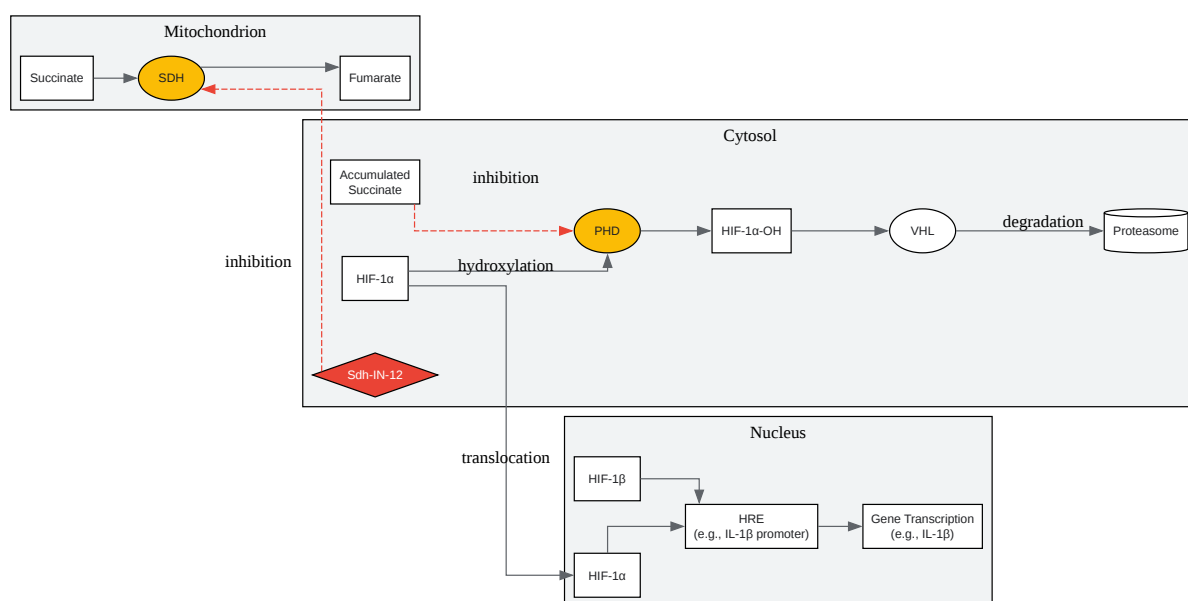 Mitochondrion
Succinate
SDH
Fumarate
inhibition
Cytosol
Accumulated
Succinate
inhibition
PHD
HIF-1α-OH
VHL
degradation
Proteasome
HIF-1α
hydroxylation
Sdh-IN-12
translocation
Nucleus
HIF-1β
HRE
(e.g., IL-1β promoter)
Gene Transcription
(e.g., IL-1β)
HIF-1α